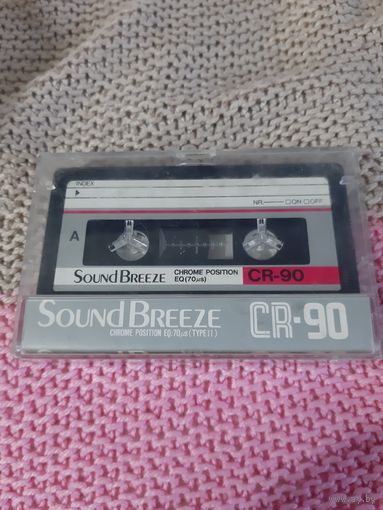 INDEX
NR. □ON □OFF
A
SOUND BREEZE CHROME POSITION EQ(70μs) CR-90
SOUND BREEZE CR-90
CHROME POSITION EQ:70μs (TYPE II)